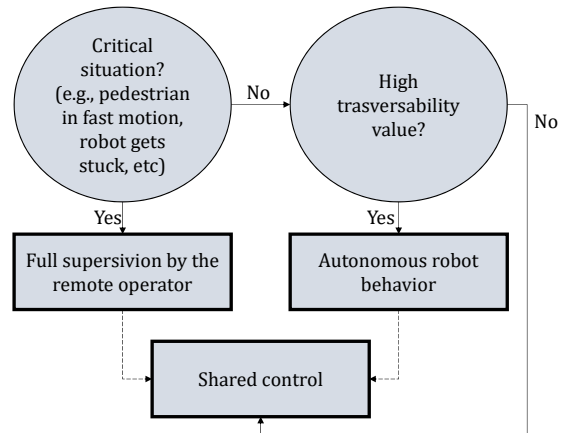 Critical
situation?
(e.g., pedestrian
in fast motion,
robot gets
stuck, etc)
No
High
trasversability
value?
No
Yes
Yes
Full supersivion by the
remote operator
Autonomous robot
behavior
Shared control